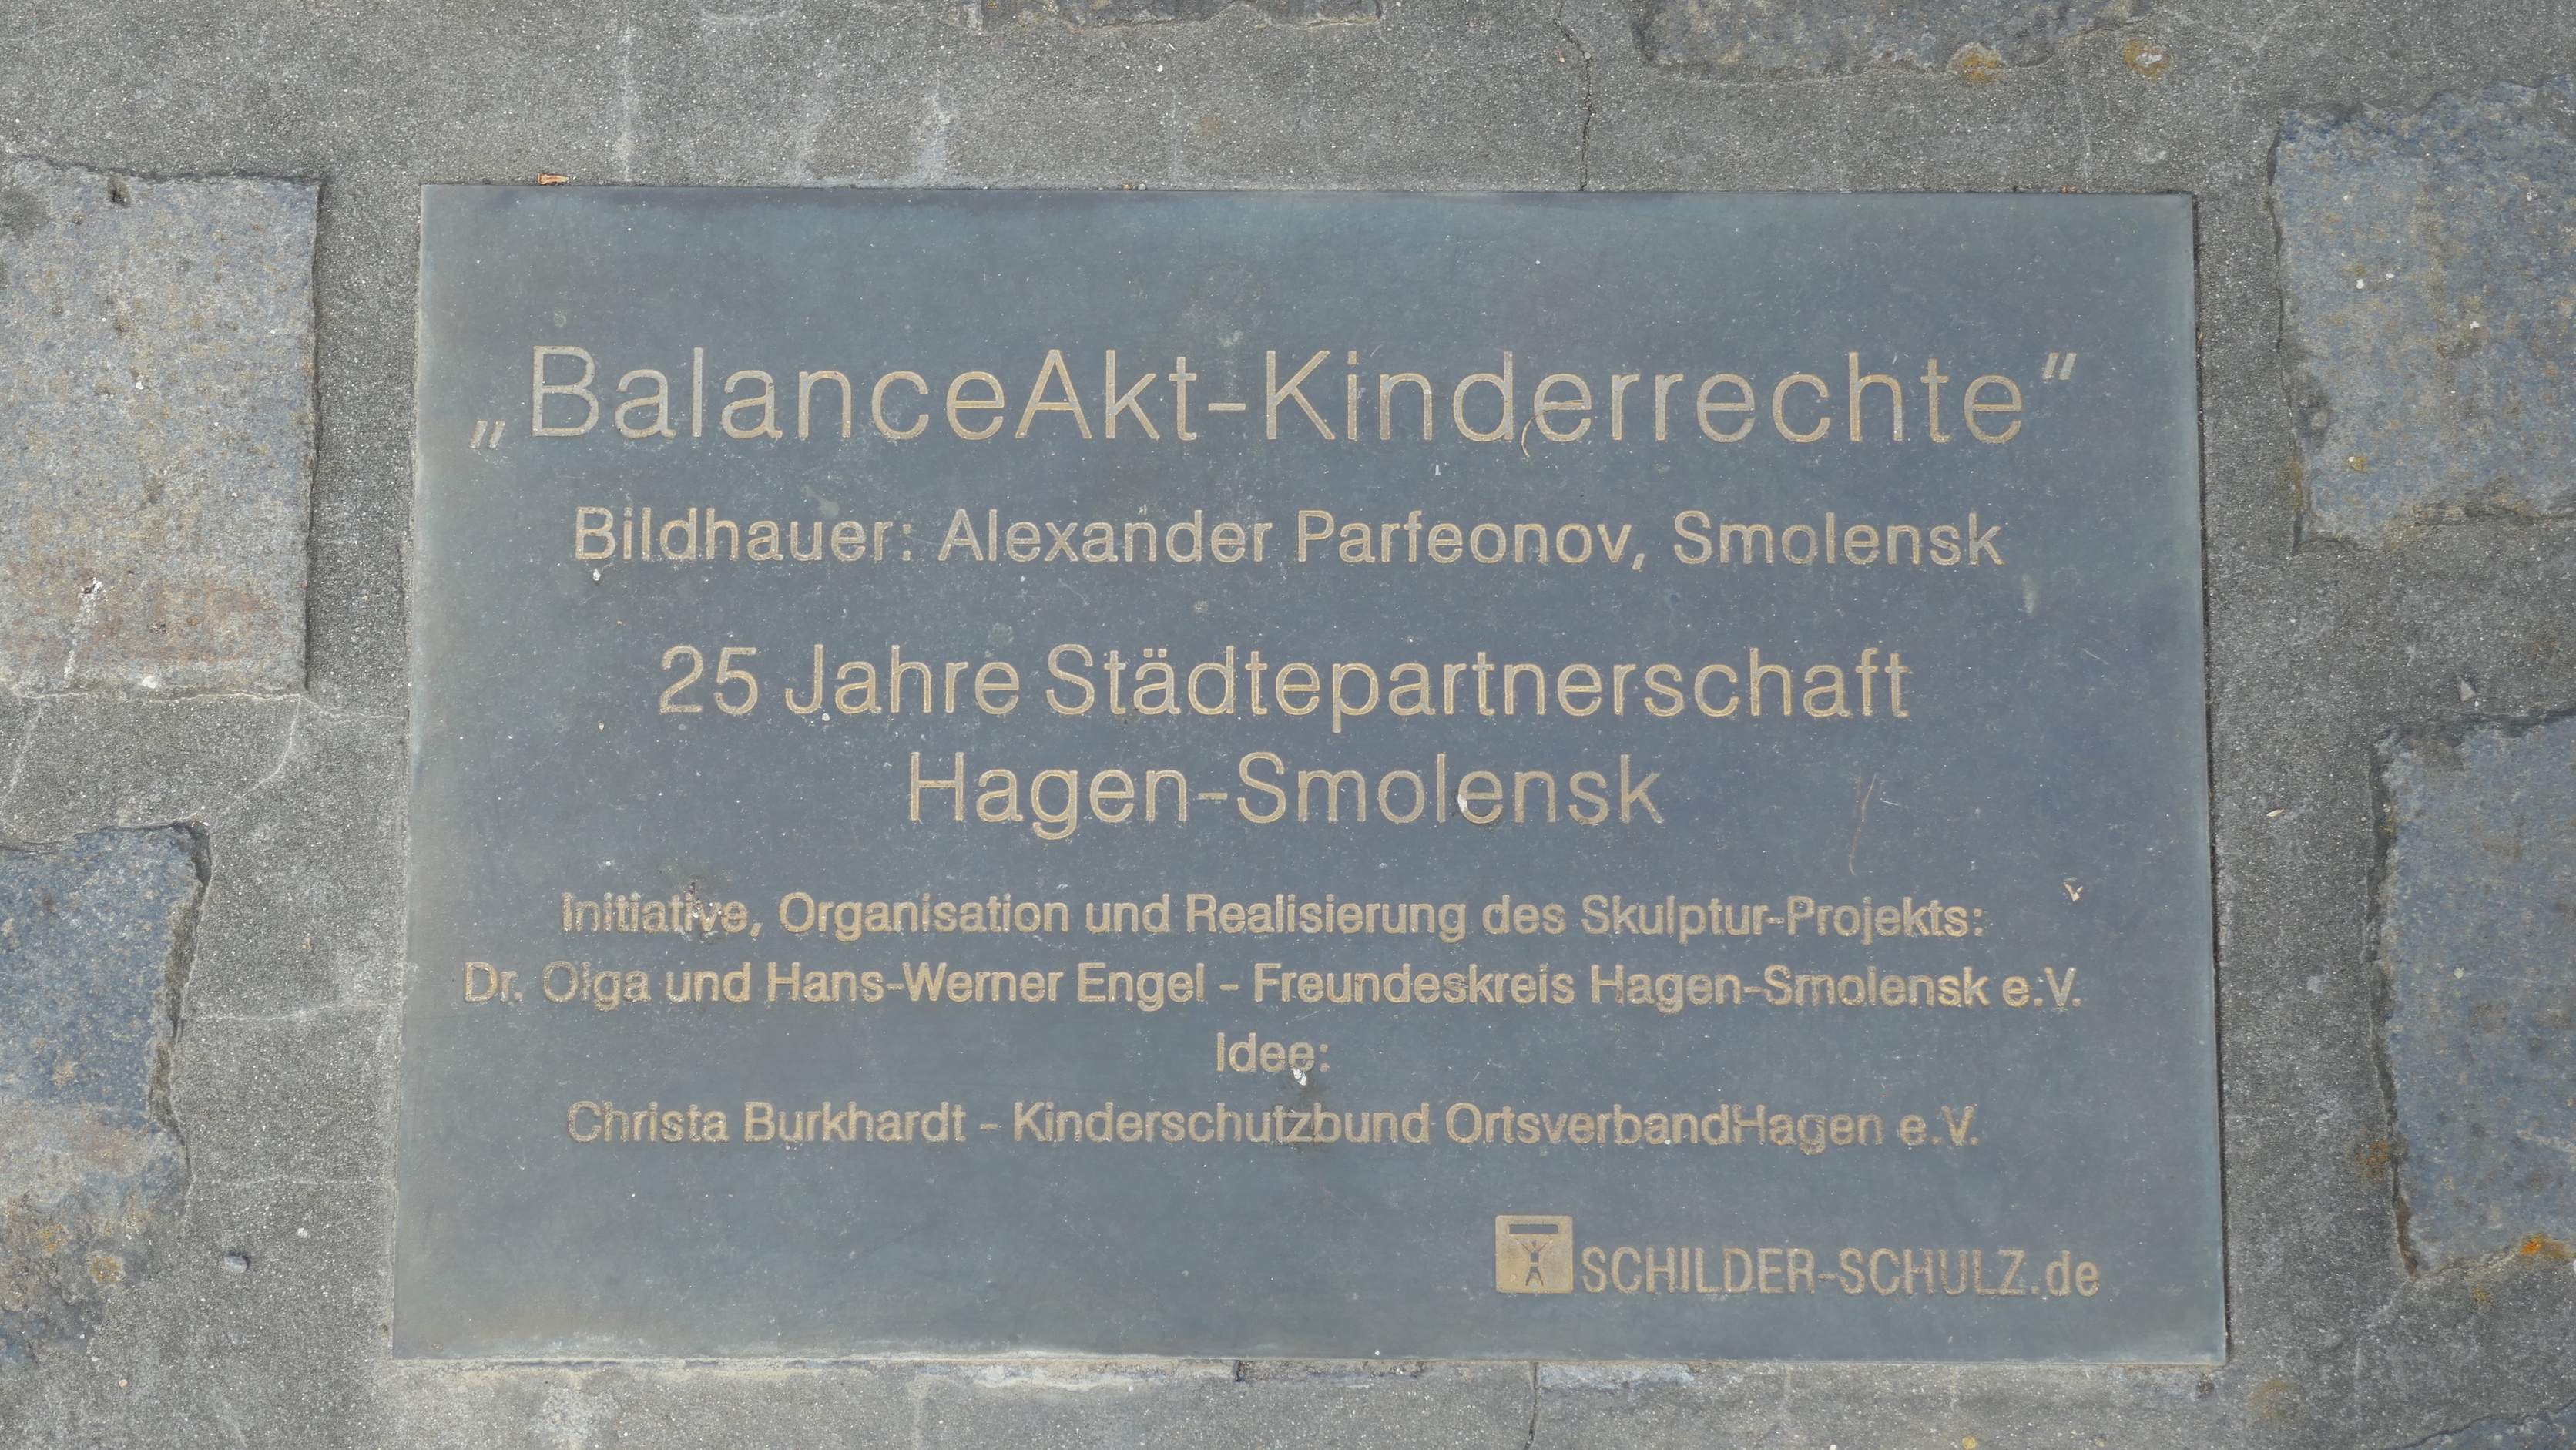 „BalanceAkt-Kinderrechte“
Bildhauer: Alexander Parfeonov, Smolensk
25 Jahre Städtepartnerschaft
Hagen-Smolensk
Initiative, Organisation und Realisierung des Skulptur-Projekts:
Dr. Olga und Hans-Werner Engel - Freundeskreis Hagen-Smolensk e.V.
Idee:
Christa Burkhardt - Kinderschutzbund OrtsverbandHagen e.V.
SCHILDER-SCHULZ.de